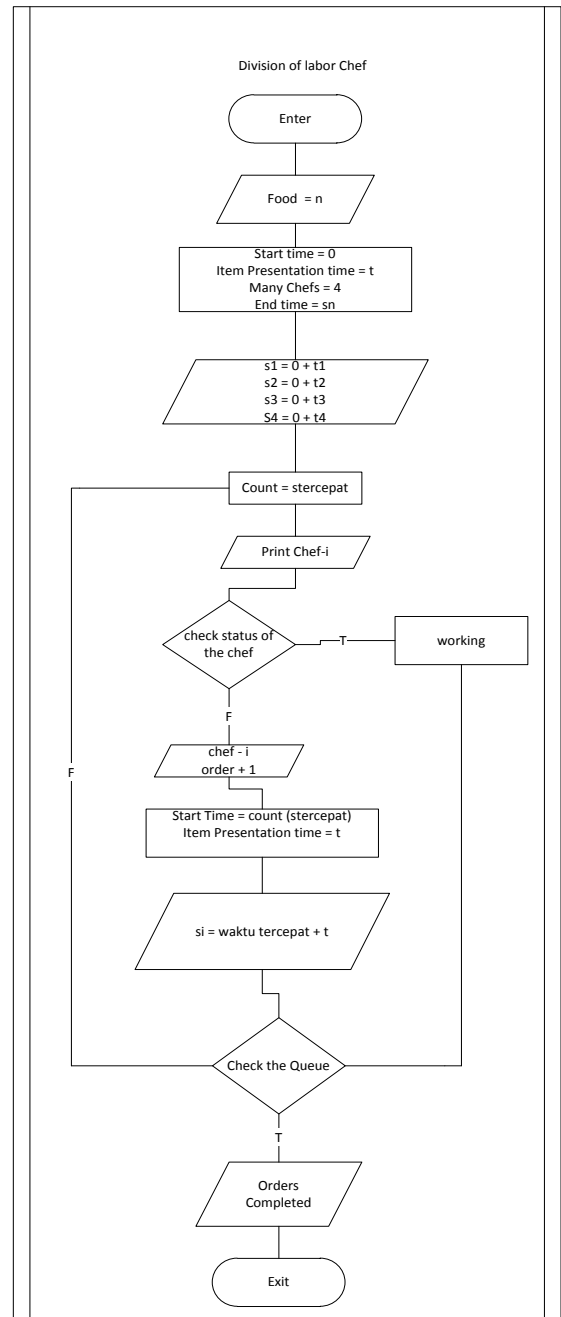 Division of labor Chef
Enter
Food = n
Start time = 0
Item Presentation time = t
Many Chefs = 4
End time = sn
s1 = 0 + t1
s2 = 0 + t2
s3 = 0 + t3
S4 = 0 + t4
Count = stercepat
Print Chef-i
check status of
the chef
T
working
F
chef - i
order + 1
F
Start Time = count (stercepat)
Item Presentation time = t
si = waktu tercepat + t
Check the Queue
T
Orders
Completed
Exit